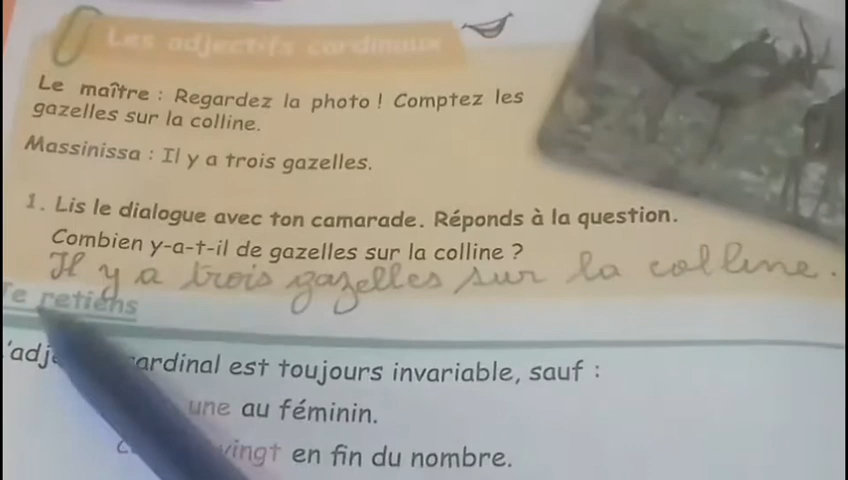 Les adjectifs cardinaux
Le maître : Regardez la photo ! Comptez les
gazelles sur la colline.
Massinissa : Il y a trois gazelles.
1. Lis le dialogue avec ton camarade. Réponds à la question.
Combien y-a-t-il de gazelles sur la colline ?
Il y a trois gazelles sur la colline.
Je retiens
cardinal est toujours invariable, sauf :
une au féminin.
vingt en fin du nombre.